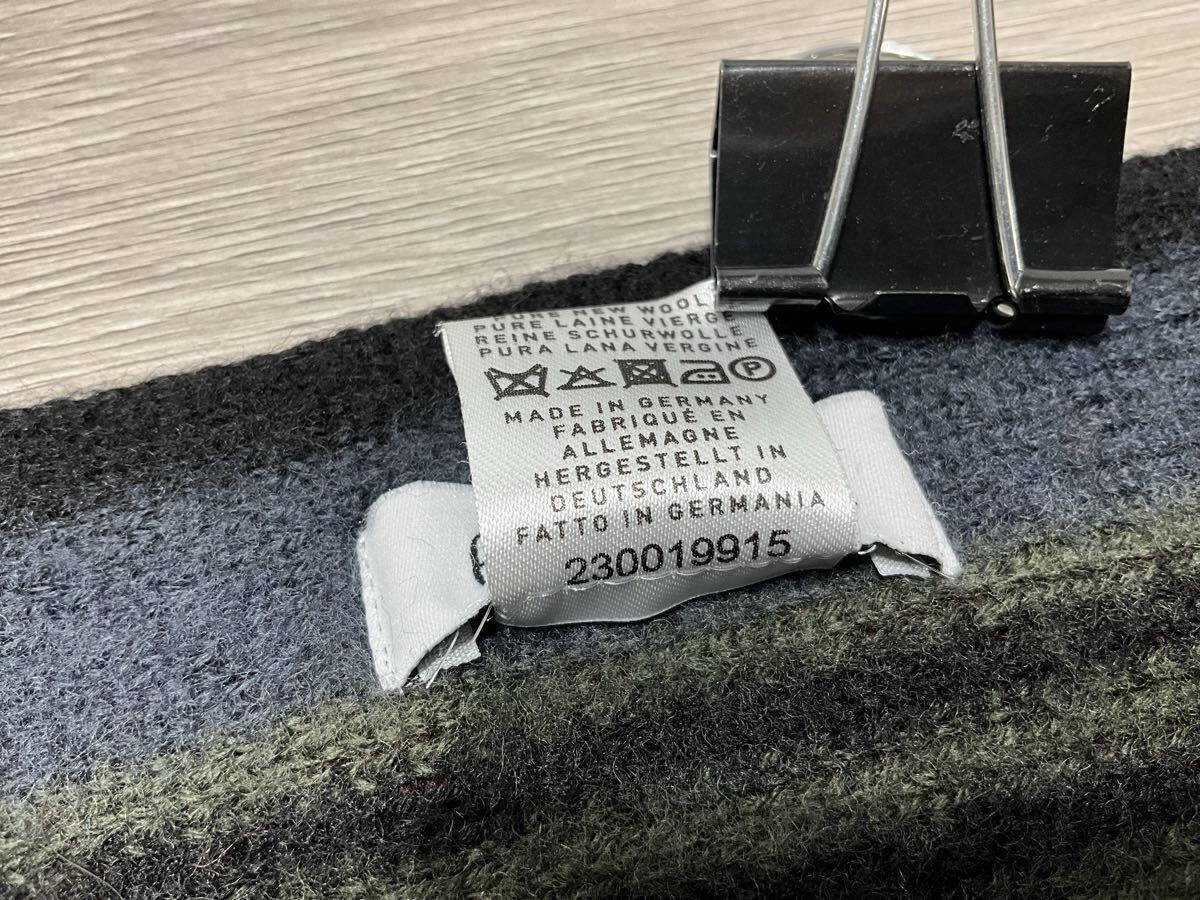 PURE NEW WOOL
PURE LAINE VIERGE
REINE SCHURWOLLE
PURA LANA VERGINE
P
MADE IN GERMANY
FABRIQUÉ EN
ALLEMAGNE
HERGESTELLT IN
DEUTSCHLAND
FATTO IN GERMANIA
230019915